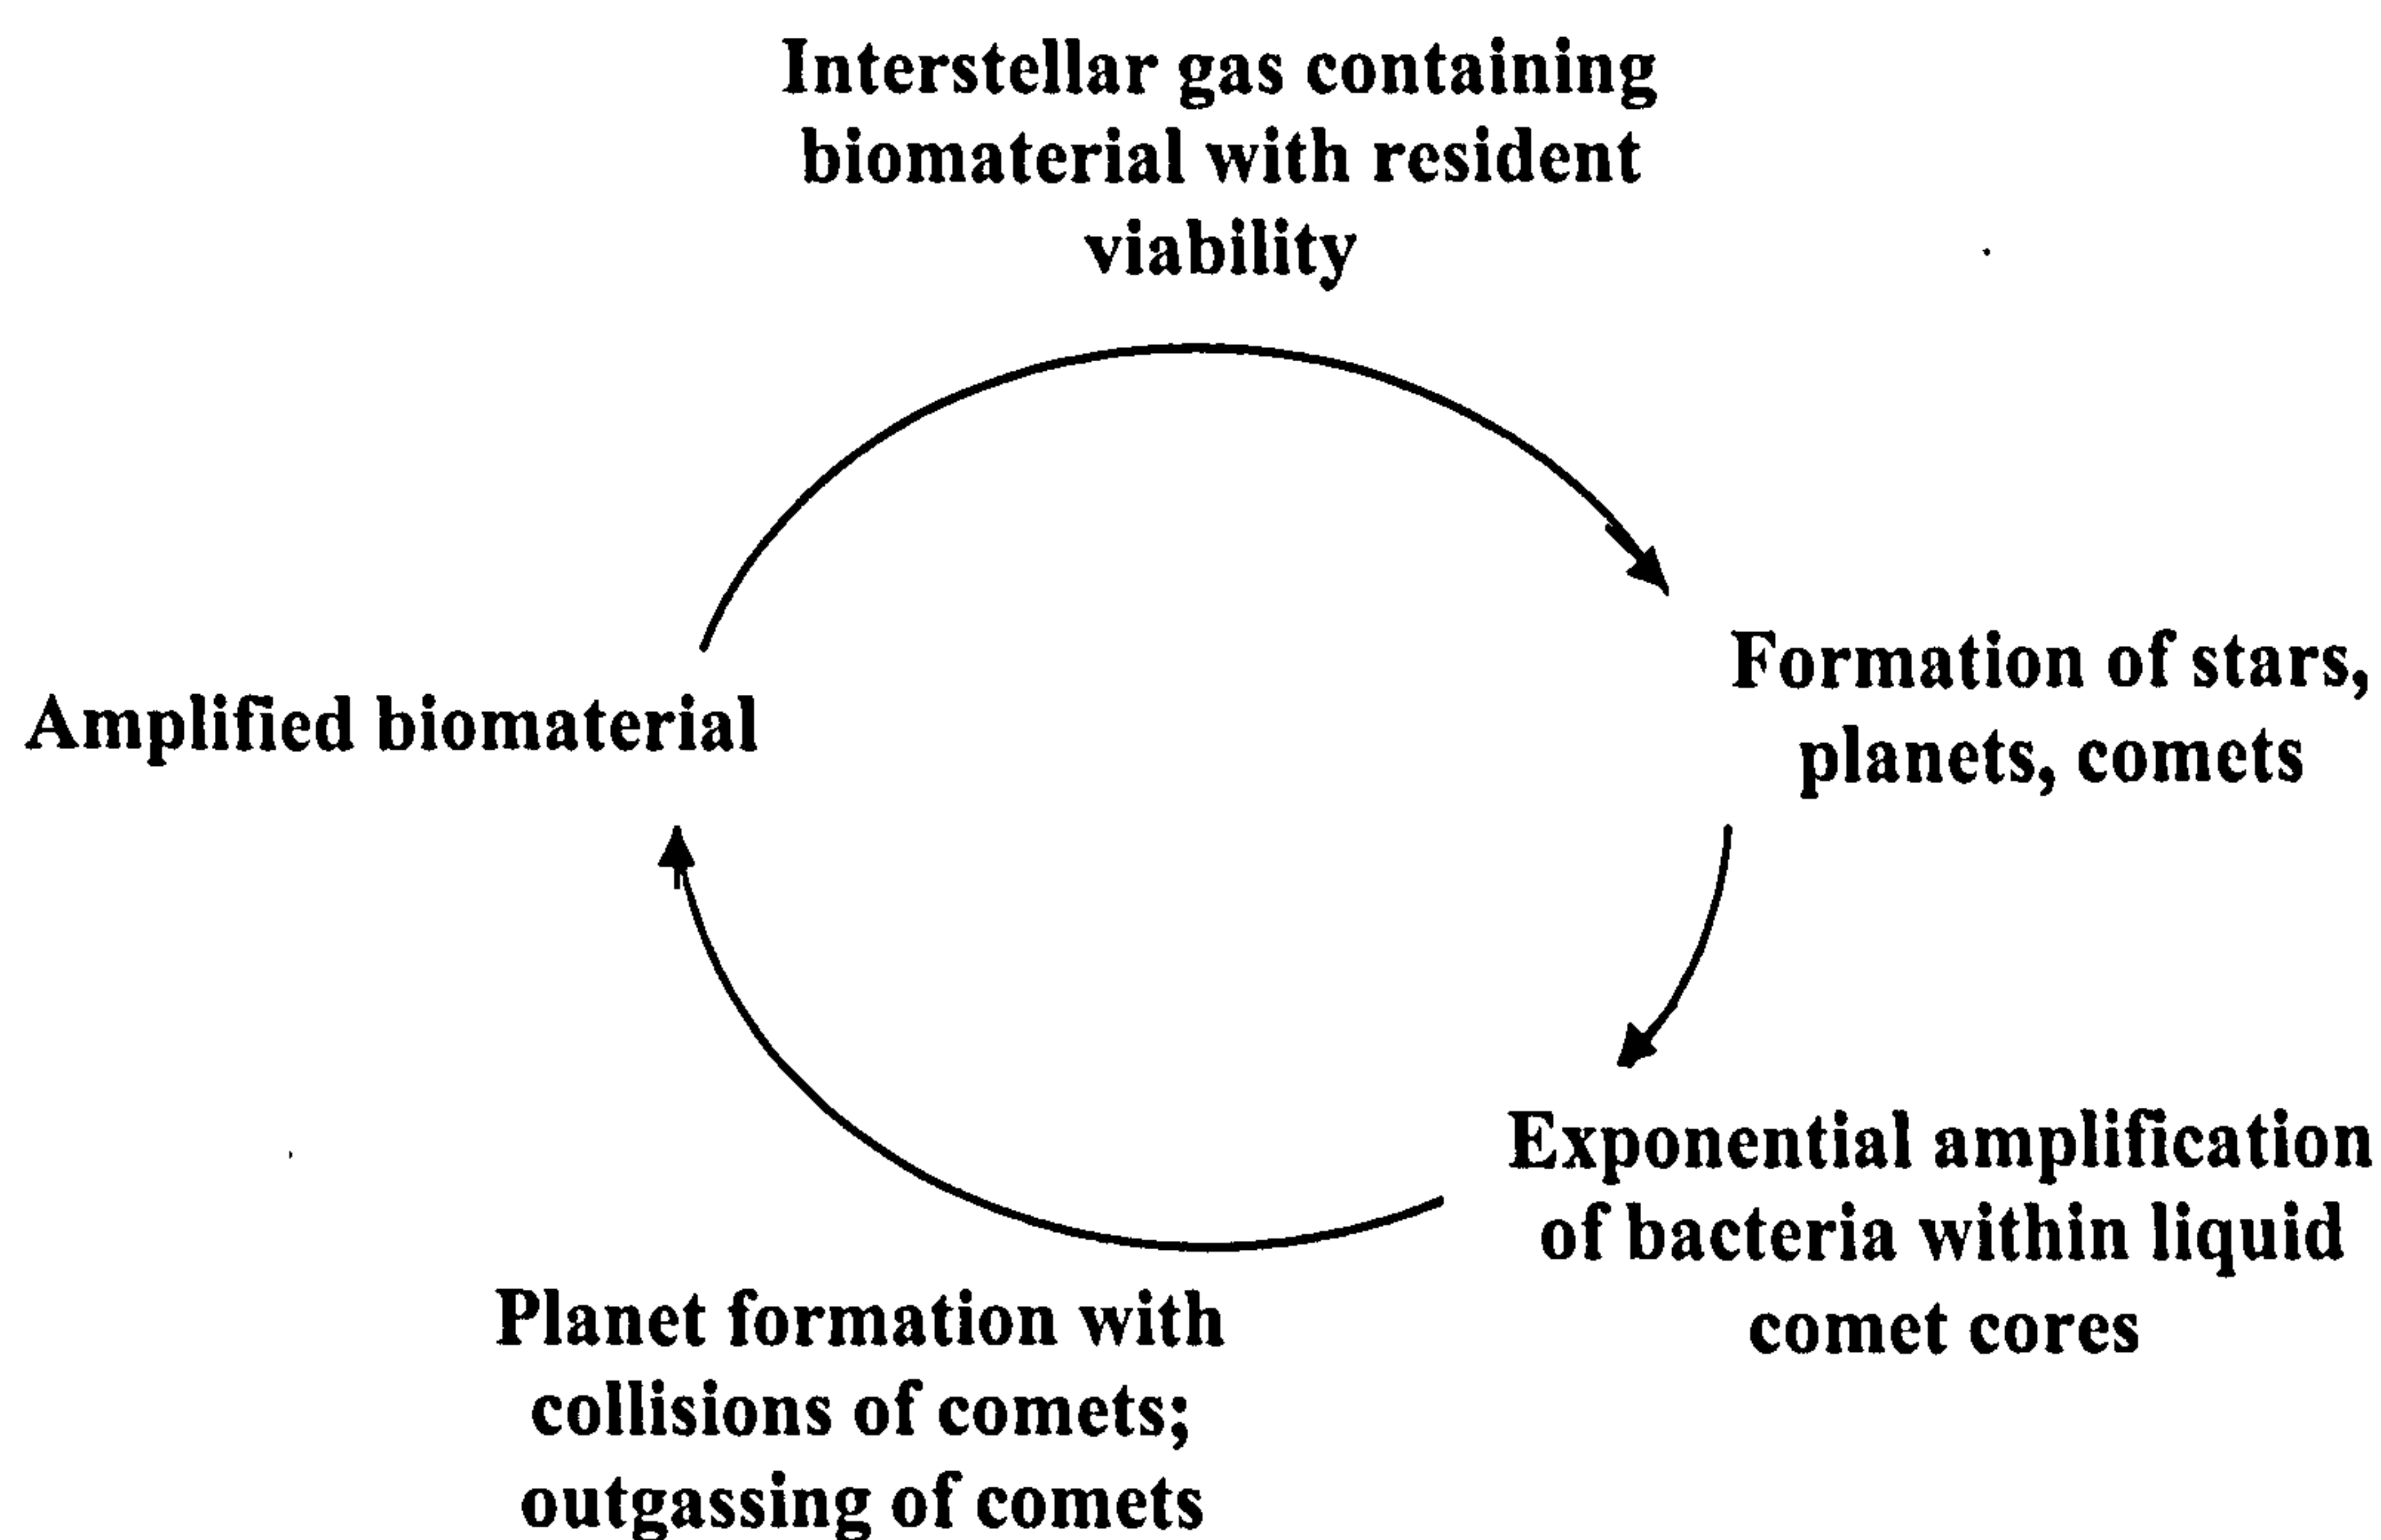 Interstellar gas containing
biomaterial with resident
viability
Formation of stars,
planets, comets
Amplified biomaterial
Exponential amplification
of bacteria within liquid
comet cores
Planet formation with
collisions of comets;
outgassing of comets